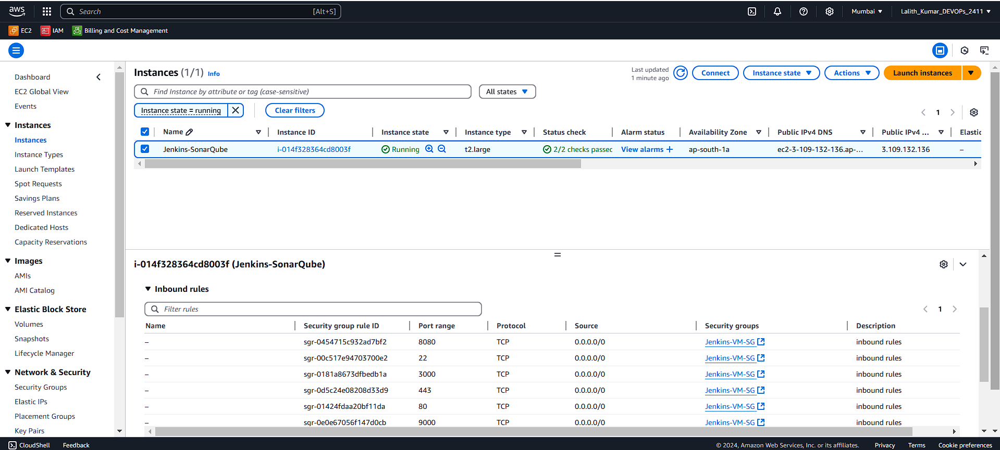 aws Search [Alt+S] Mumbai Lalith_Kumar_DEVOPs_2411
EC2 IAM Billing and Cost Management
Dashboard
EC2 Global View
Events
Instances
Instances
Instance Types
Launch Templates
Spot Requests
Savings Plans
Reserved Instances
Dedicated Hosts
Capacity Reservations
Images
AMIs
AMI Catalog
Elastic Block Store
Volumes
Snapshots
Lifecycle Manager
Network & Security
Security Groups
Elastic IPs
Placement Groups
Key Pairs
Instances (1/1) Info
Last updated
1 minute ago
Connect Instance state Actions Launch instances
Find Instance by attribute or tag (case-sensitive) All states
Instance state = running Clear filters
1
Name Instance ID Instance state Instance type Status check Alarm status Availability Zone Public IPv4 DNS Public IPv4 ... Elastic
Jenkins-SonarQube i-014f328364cd8003f Running t2.large 2/2 checks passec View alarms + ap-south-1a ec2-3-109-132-136.ap-... 3.109.132.136 –
i-014f328364cd8003f (Jenkins-SonarQube)
Inbound rules
Filter rules
1
Name Security group rule ID Port range Protocol Source Security groups Description
– sgr-0454715c932ad7bf2 8080 TCP 0.0.0.0/0 Jenkins-VM-SG inbound rules
– sgr-00c517e94703700e2 22 TCP 0.0.0.0/0 Jenkins-VM-SG inbound rules
– sgr-0181a8673dfbedb1a 3000 TCP 0.0.0.0/0 Jenkins-VM-SG inbound rules
– sgr-0d5c24e08208d33d9 443 TCP 0.0.0.0/0 Jenkins-VM-SG inbound rules
– sgr-01424fdaa20bf11da 80 TCP 0.0.0.0/0 Jenkins-VM-SG inbound rules
– sgr-0e0e67056f147d0cb 9000 TCP 0.0.0.0/0 Jenkins-VM-SG inbound rules
CloudShell Feedback © 2024, Amazon Web Services, Inc. or its affiliates. Privacy Terms Cookie preferences